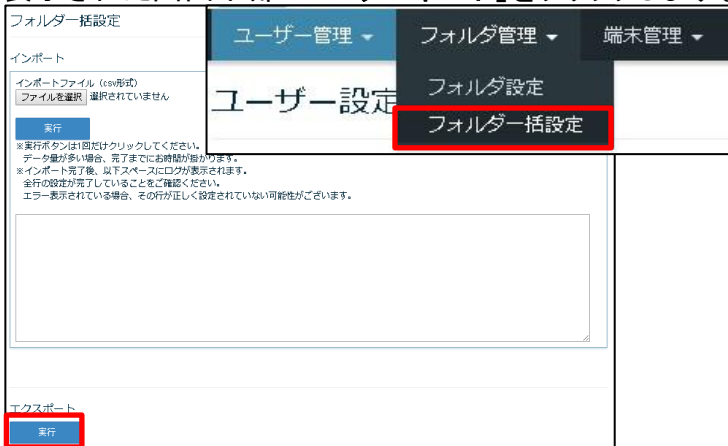 フォルダー括設定
ユーザー管理
フォルダ管理
端末管理
インポート
フォルダ設定
インポートファイル（csv形式）
ファイルを選択 選択されていません
ユーザー設定
フォルダー括設定
実行
※実行ボタンは1回だけクリックしてください。
データ量が多い場合、完了までにお時間が掛かります。
※インポート完了後、以下スペースにログが表示されます。
全行の設定が完了していることをご確認ください。
エラー表示されている場合、その行が正しく設定されていない可能性がございます。
エクスポート
実行